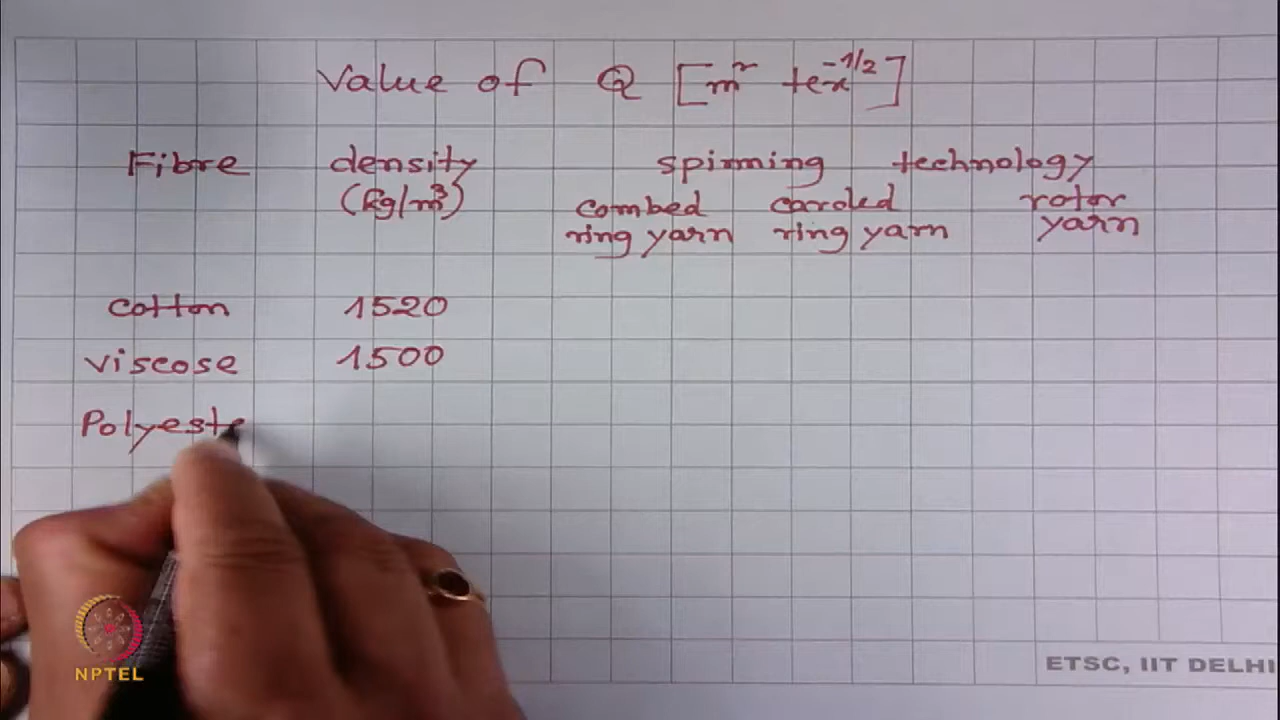 Value of Q [m² tex^-1/2]
Fibre density spinning technology
(kg/m³) combed carded rotor
ring yarn ring yarn yarn
cotton 1520
viscose 1500
Polyeste
NPTEL
ETSC, IIT DELHI